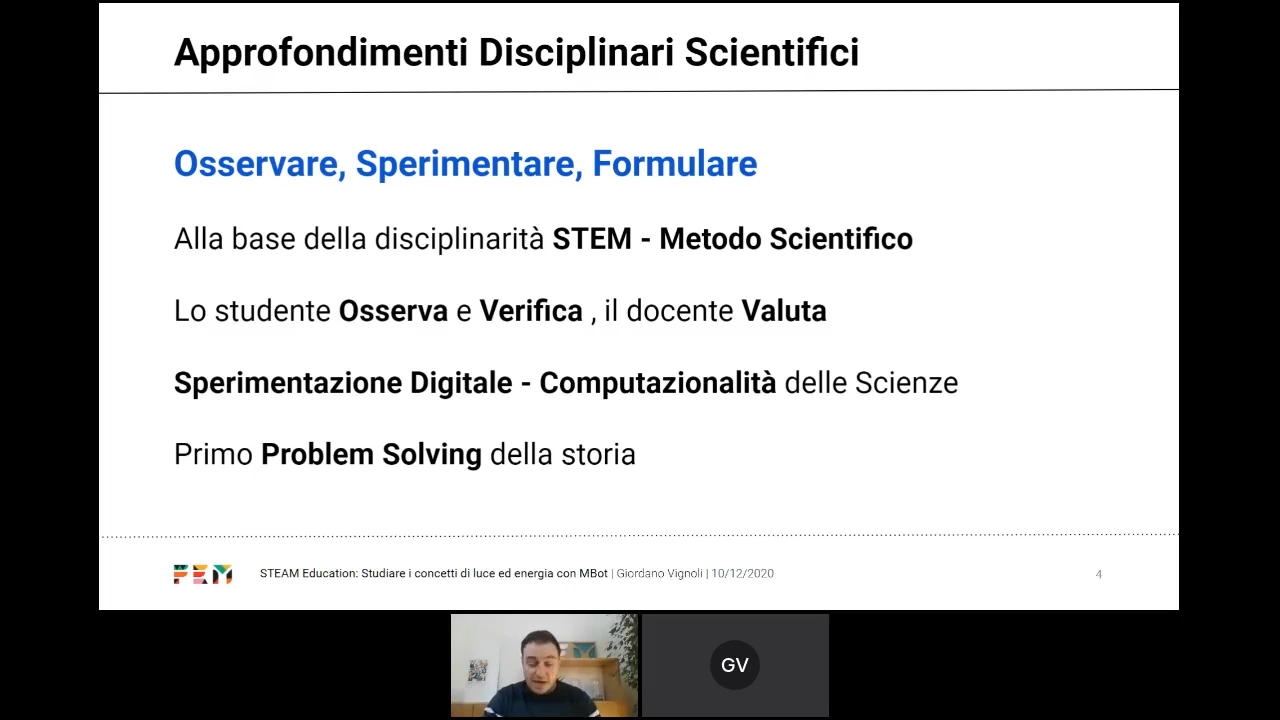 Approfondimenti Disciplinari Scientifici
Osservare, Sperimentare, Formulare
Alla base della disciplinarità STEM - Metodo Scientifico
Lo studente Osserva e Verifica , il docente Valuta
Sperimentazione Digitale - Computazionalità delle Scienze
Primo Problem Solving della storia
FEM STEAM Education: Studiare i concetti di luce ed energia con MBot | Giordano Vignoli | 10/12/2020 4
GV